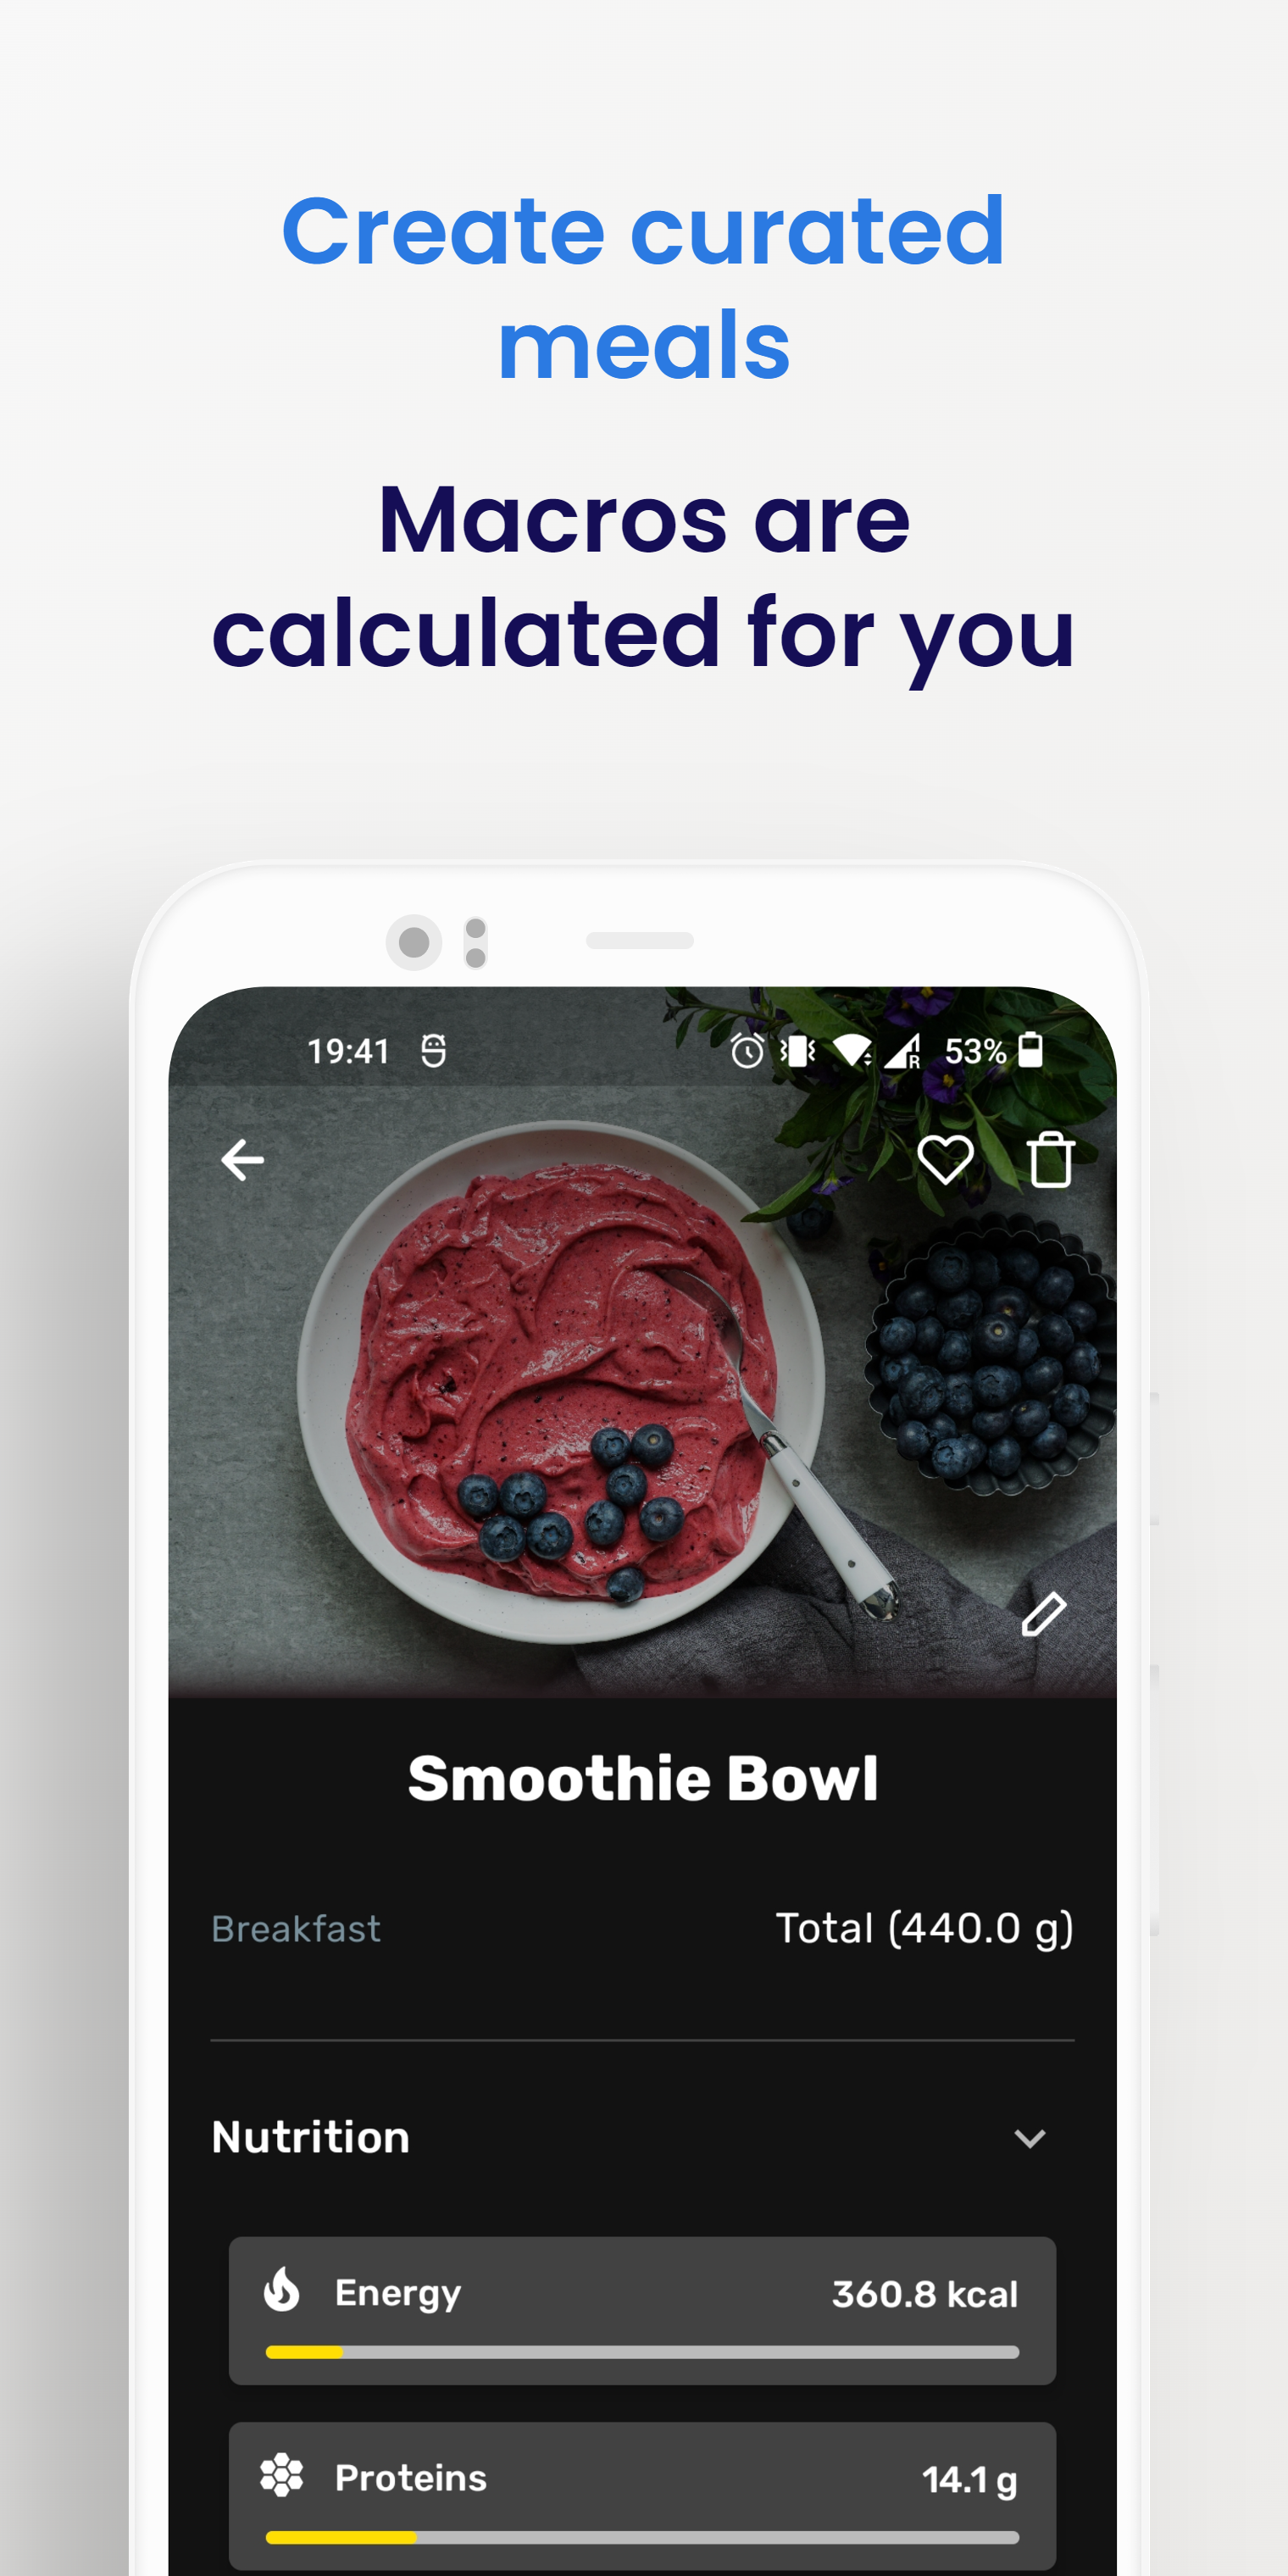 Create curated
meals
Macros are
calculated for you
19:41
R
53%
Smoothie Bowl
Breakfast
Total (440.0 g)
Nutrition
Energy
360.8 kcal
Proteins
14.1 g